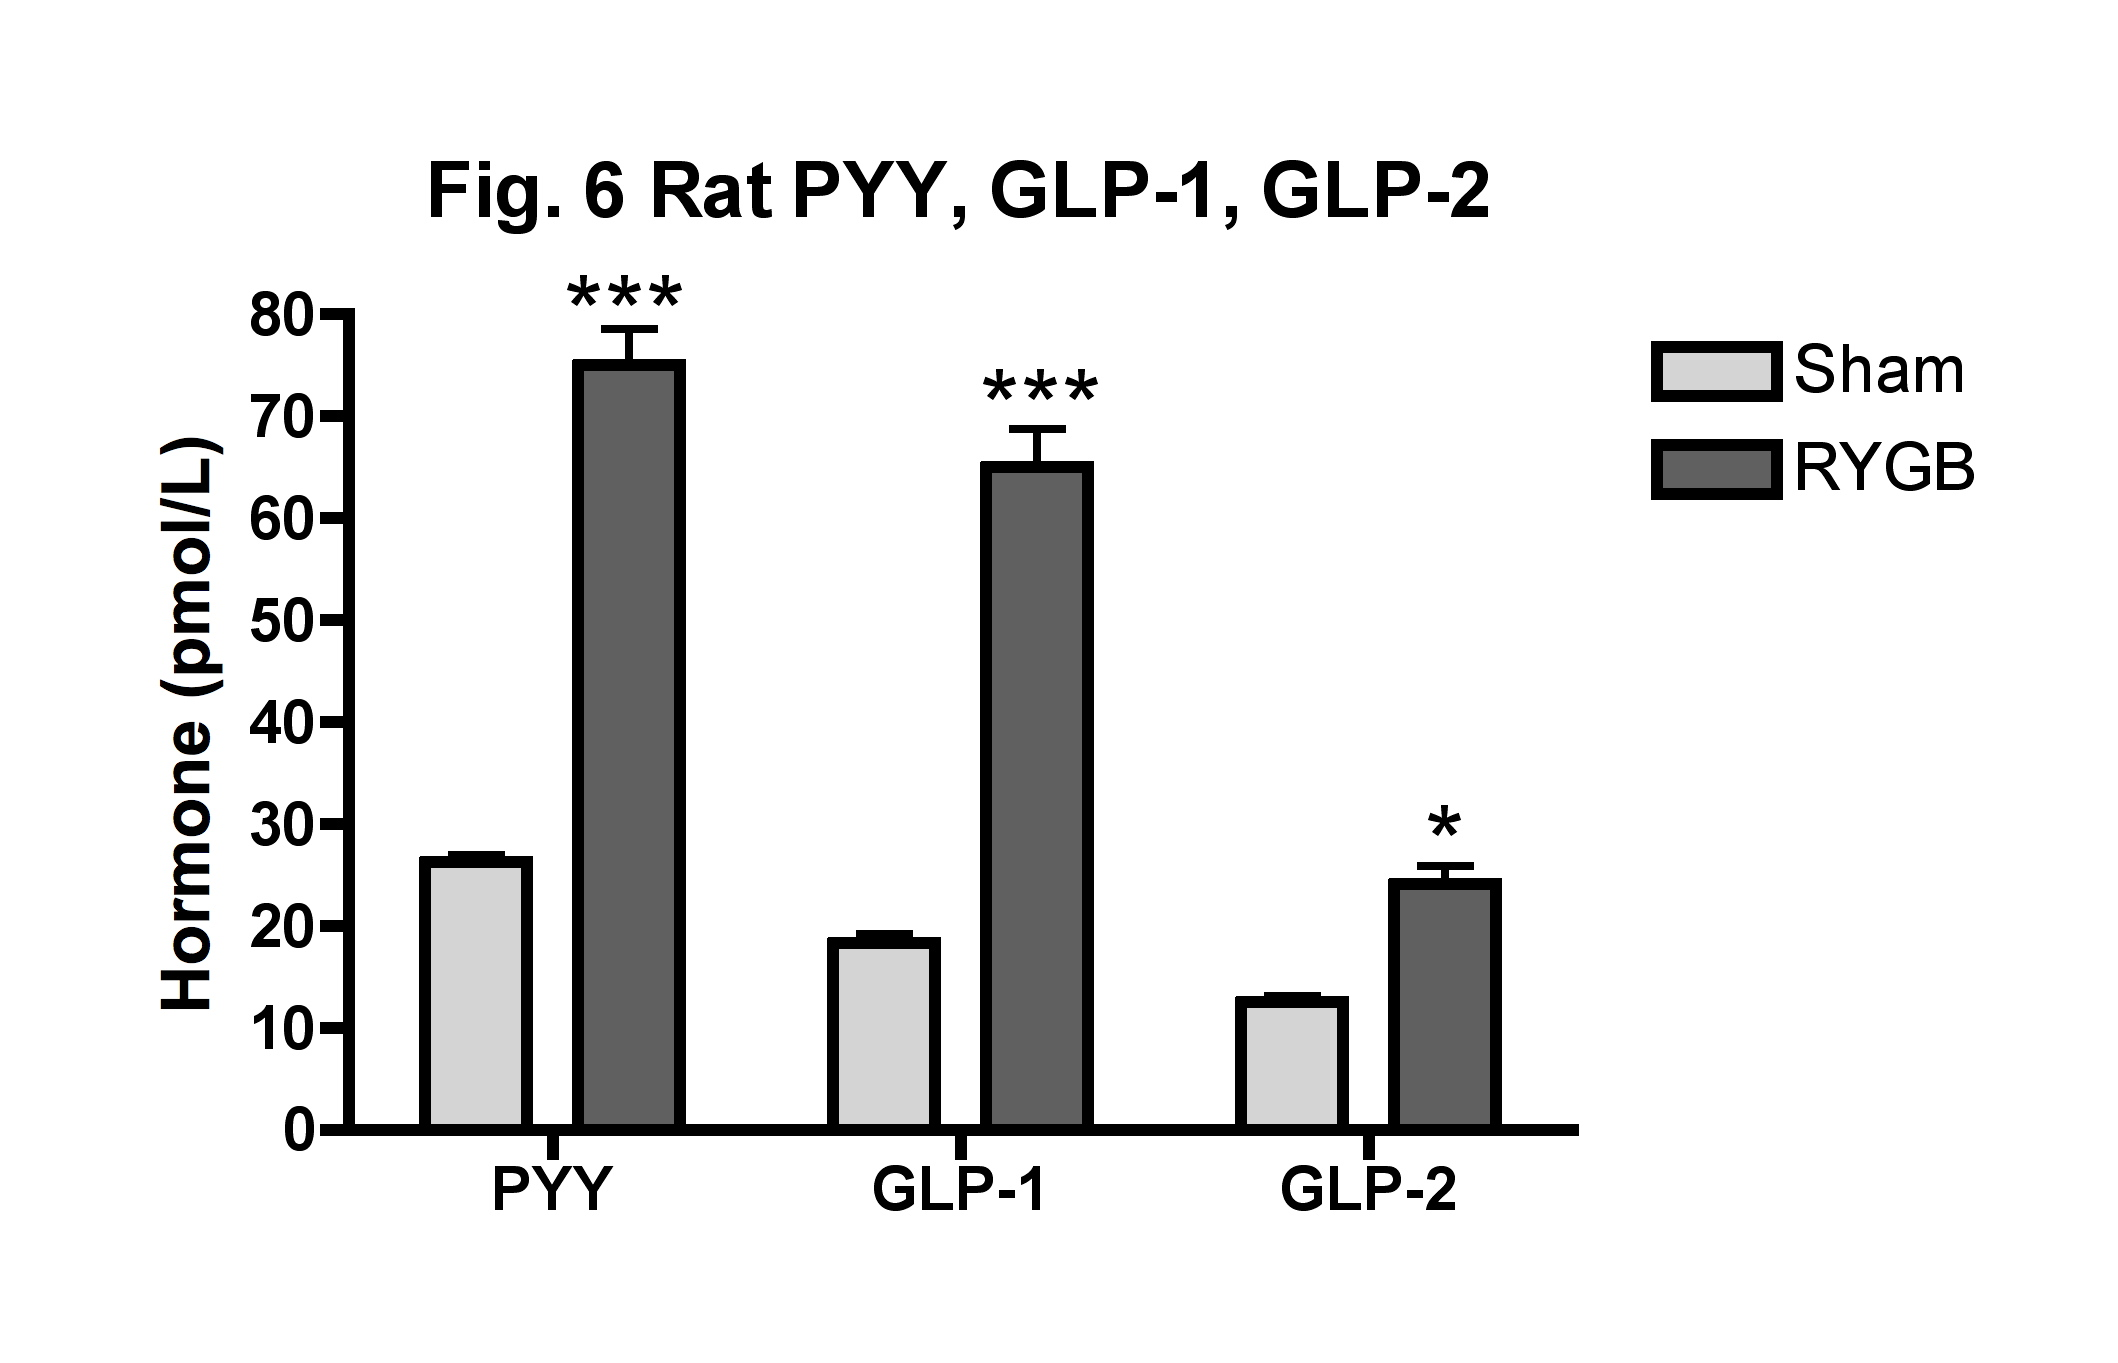 Fig. 6 Rat PYY, GLP-1, GLP-2
Hormone (pmol/L)
80
70
60
50
40
30
20
10
0
***
***
*
PYY
GLP-1
GLP-2
Sham
RYGB